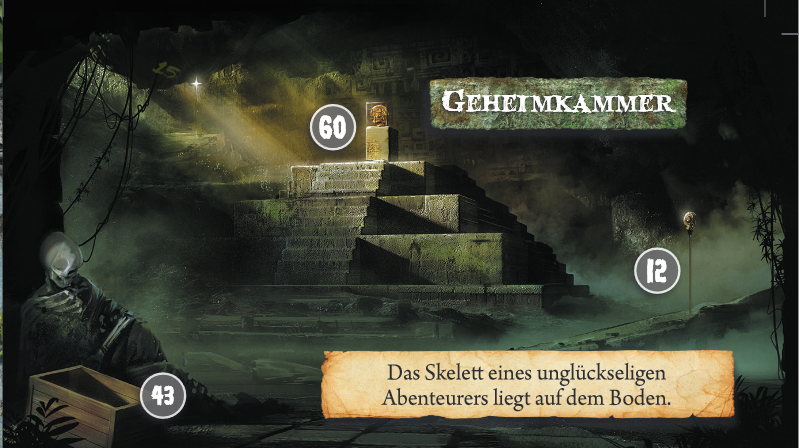 GEHEIMKAMMER
60
12
43
Das Skelett eines unglückseligen
Abenteurers liegt auf dem Boden.